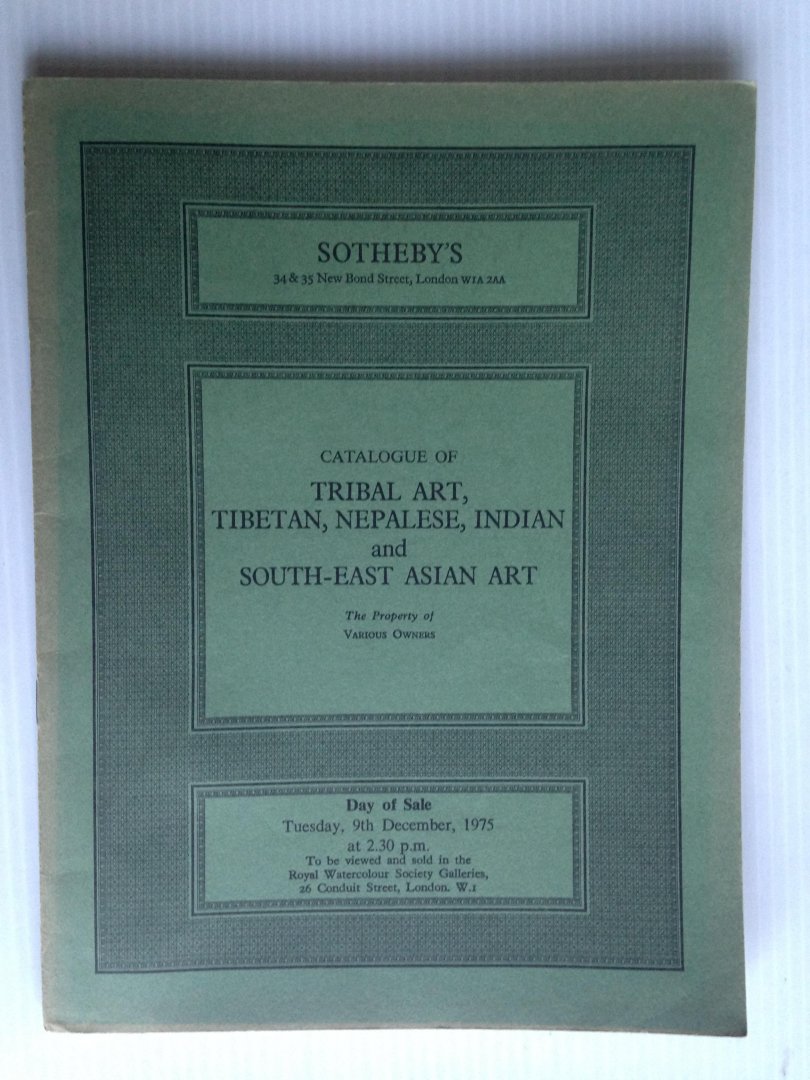 SOTHEBY'S
34 & 35 New Bond Street, London W1A 2AA
CATALOGUE OF
TRIBAL ART,
TIBETAN, NEPALESE, INDIAN
and
SOUTH-EAST ASIAN ART
The Property of
VARIOUS OWNERS
Day of Sale
Tuesday, 9th December, 1975
at 2.30 p.m.
To be viewed and sold in the
Royal Watercolour Society Galleries,
26 Conduit Street, London. W.1